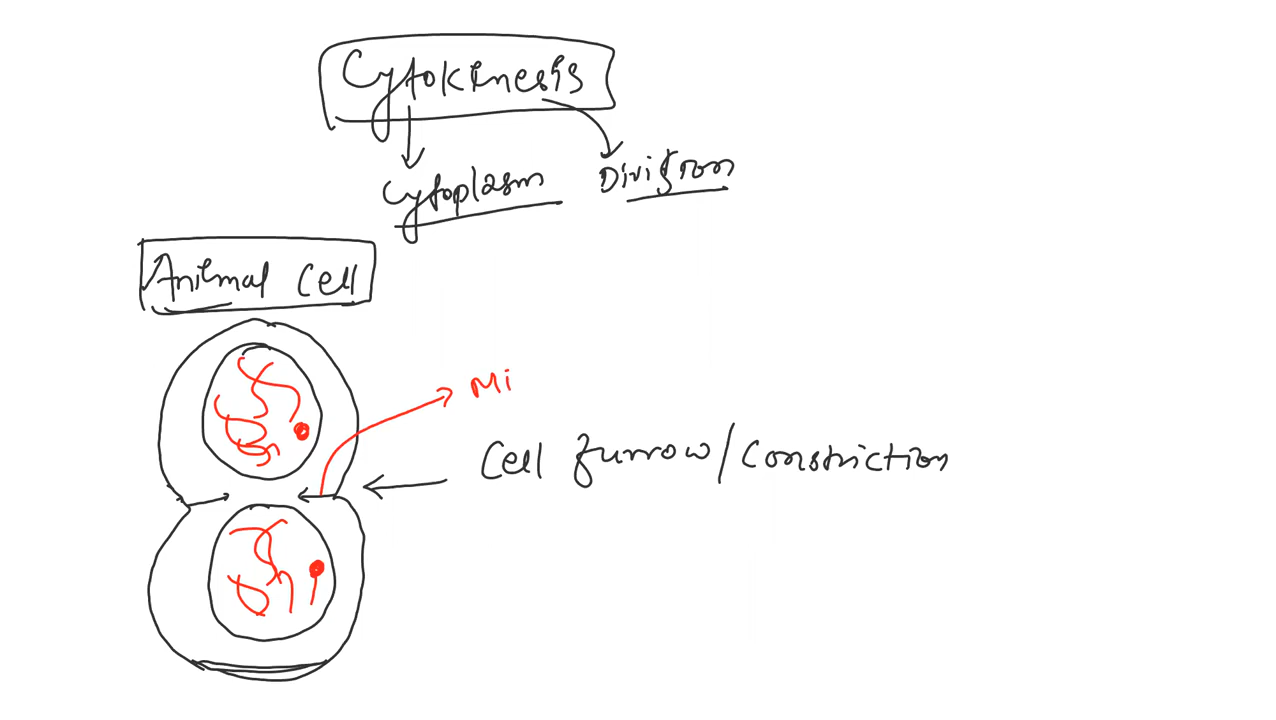 Cytokinesis
Cytoplasm Division
Animal Cell
Mi
Cell furrow/Constriction